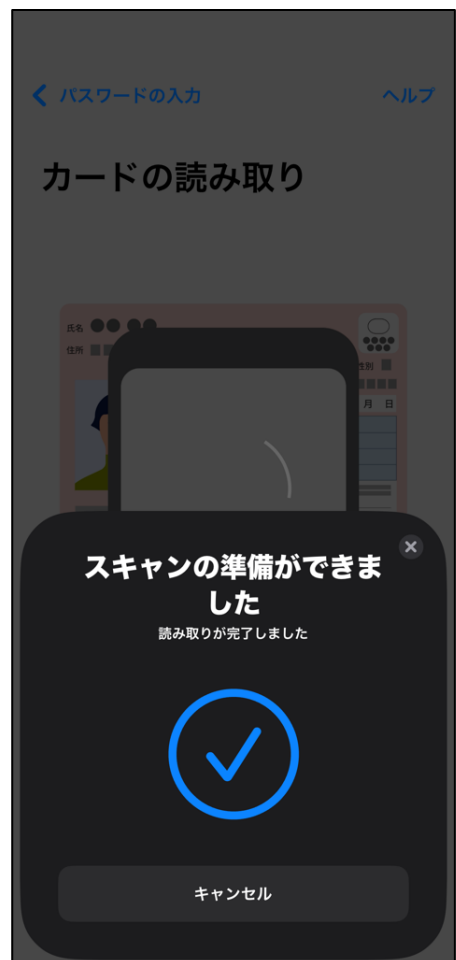 パスワードの入力
ヘルプ
カードの読み取り
氏名
住所
性別
月 日
スキャンの準備ができま
した
読み取りが完了しました
キャンセル